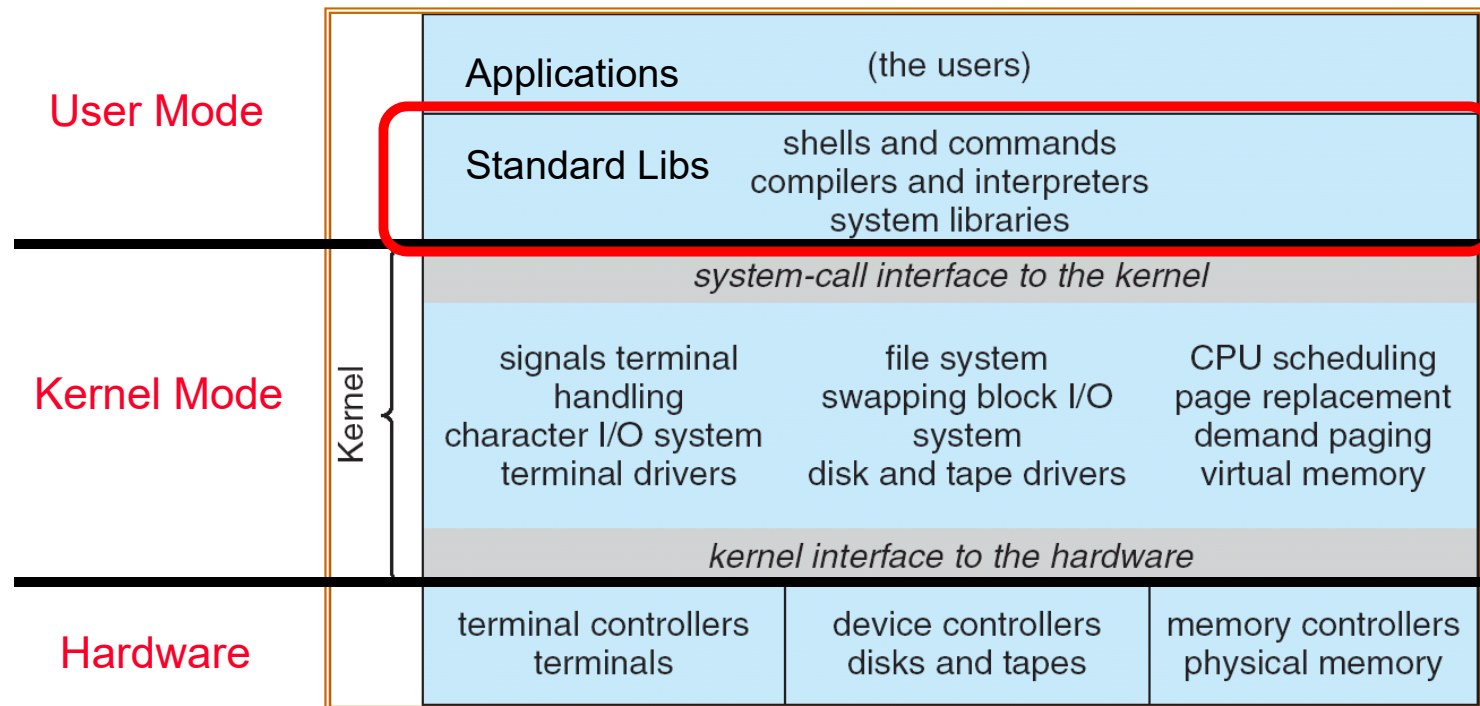 User Mode
Applications
(the users)
Standard Libs
shells and commands
compilers and interpreters
system libraries
Kernel Mode
Kernel
system-call interface to the kernel
signals terminal
handling
character I/O system
terminal drivers
file system
swapping block I/O
system
disk and tape drivers
CPU scheduling
page replacement
demand paging
virtual memory
kernel interface to the hardware
Hardware
terminal controllers
terminals
device controllers
disks and tapes
memory controllers
physical memory